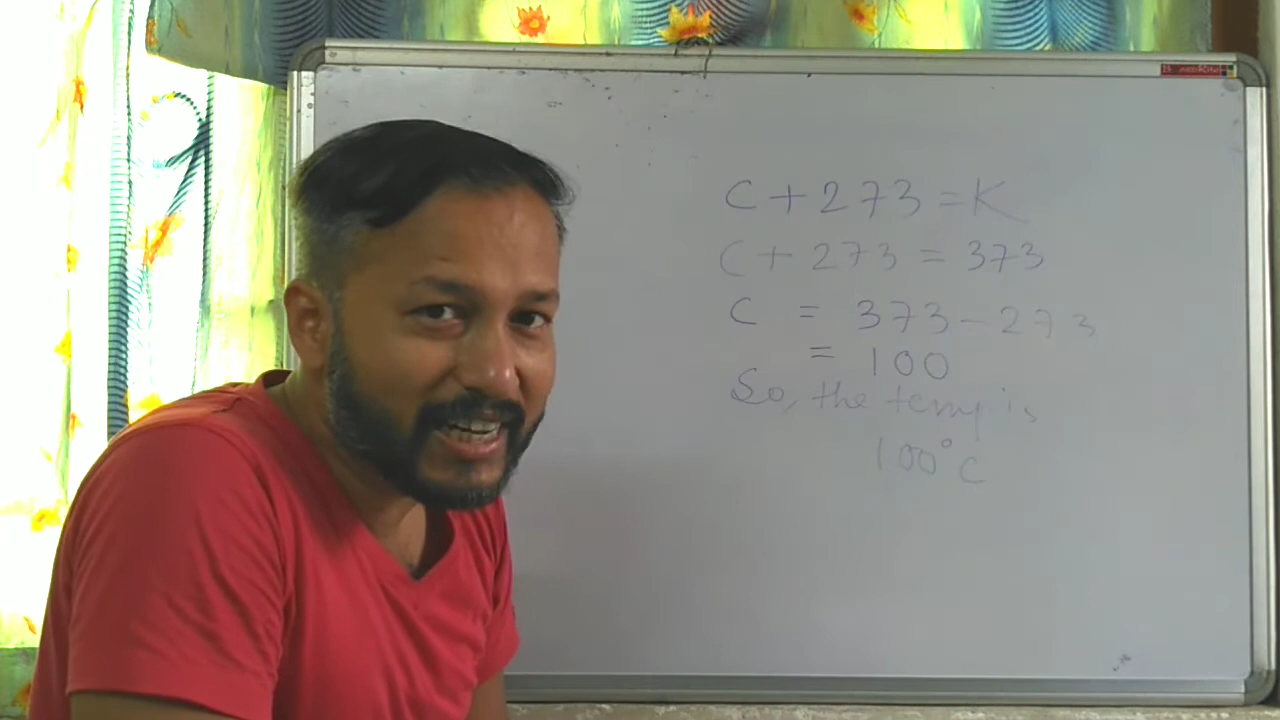 C + 273 = K
C + 273 = 373
C = 373 - 273
= 100
So, the temp is
100°C